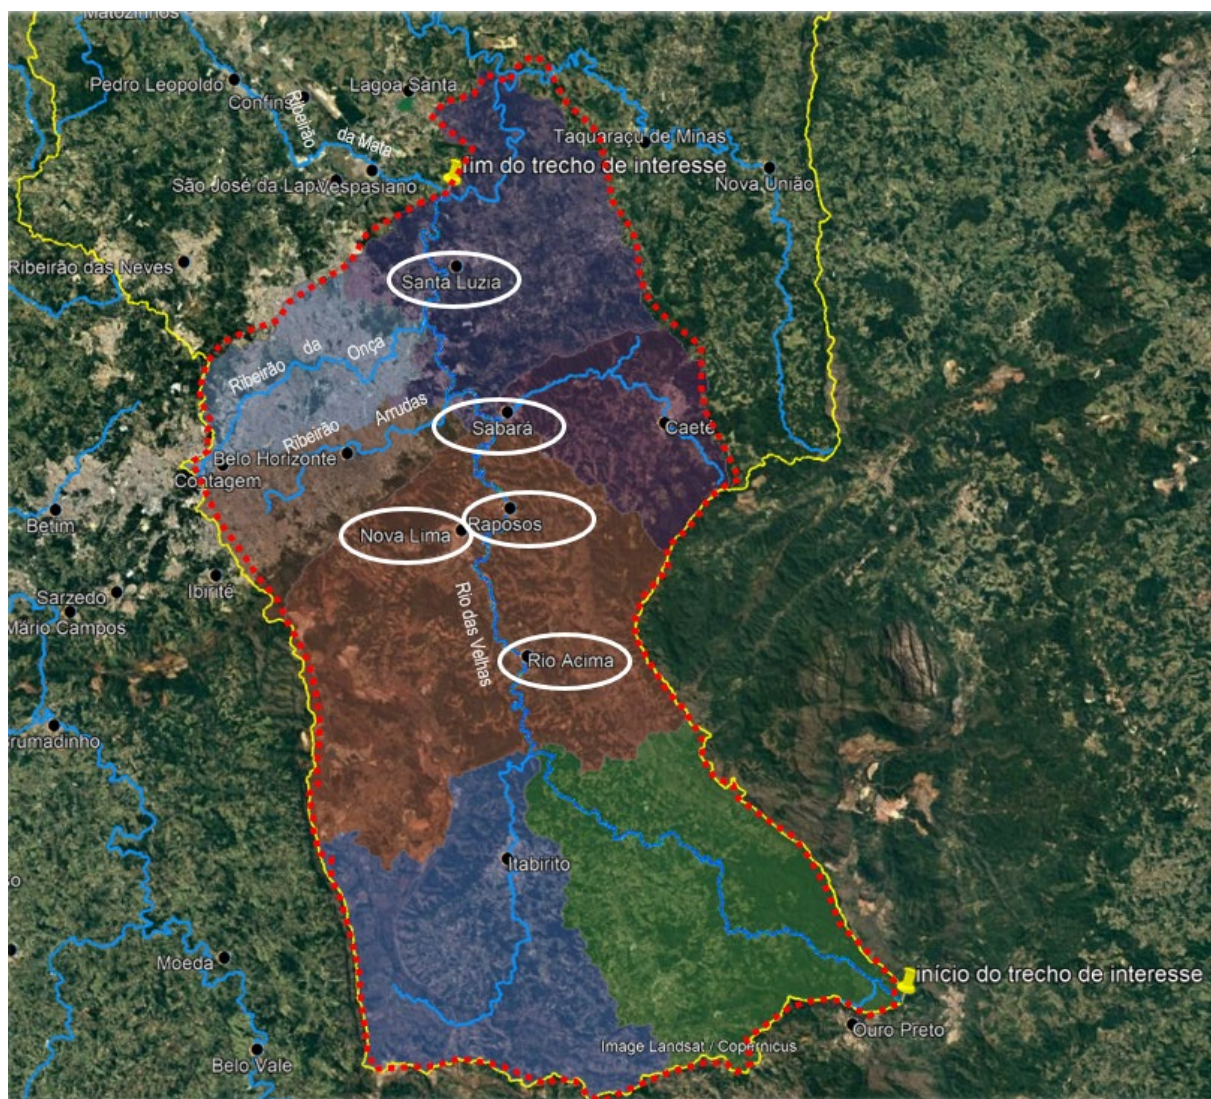 Matozinhos
Pedro Leopoldo
Confins
Lagoa Santa
Ribeirão
da Mata
Taquaraçu de Minas
fim do trecho de interesse
São José da Lapa
Vespasiano
Nova União
Ribeirão das Neves
Santa Luzia
Ribeirão da Onça
Ribeirão Arrudas
Sabará
Caeté
Belo Horizonte
Contagem
Betim
Raposos
Nova Lima
Ibirité
Sarzedo
Mário Campos
Rio das Velhas
Rio Acima
Brumadinho
Itabirito
Moeda
início do trecho de interesse
Ouro Preto
Image Landsat / Copernicus
Belo Vale